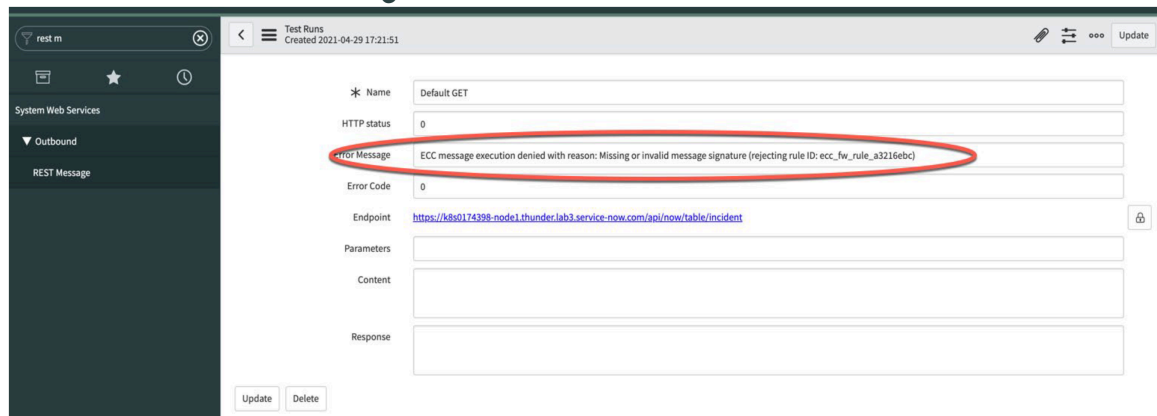 rest m
System Web Services
Outbound
REST Message
Test Runs
Created 2021-04-29 17:21:51
Update
Name Default GET
HTTP status 0
Error Message ECC message execution denied with reason: Missing or invalid message signature (rejecting rule ID: ecc_fw_rule_a3216ebc)
Error Code 0
Endpoint https://k8s0174398-node1.thunder.lab3.service-now.com/api/now/table/incident
Parameters
Content
Response
Update Delete